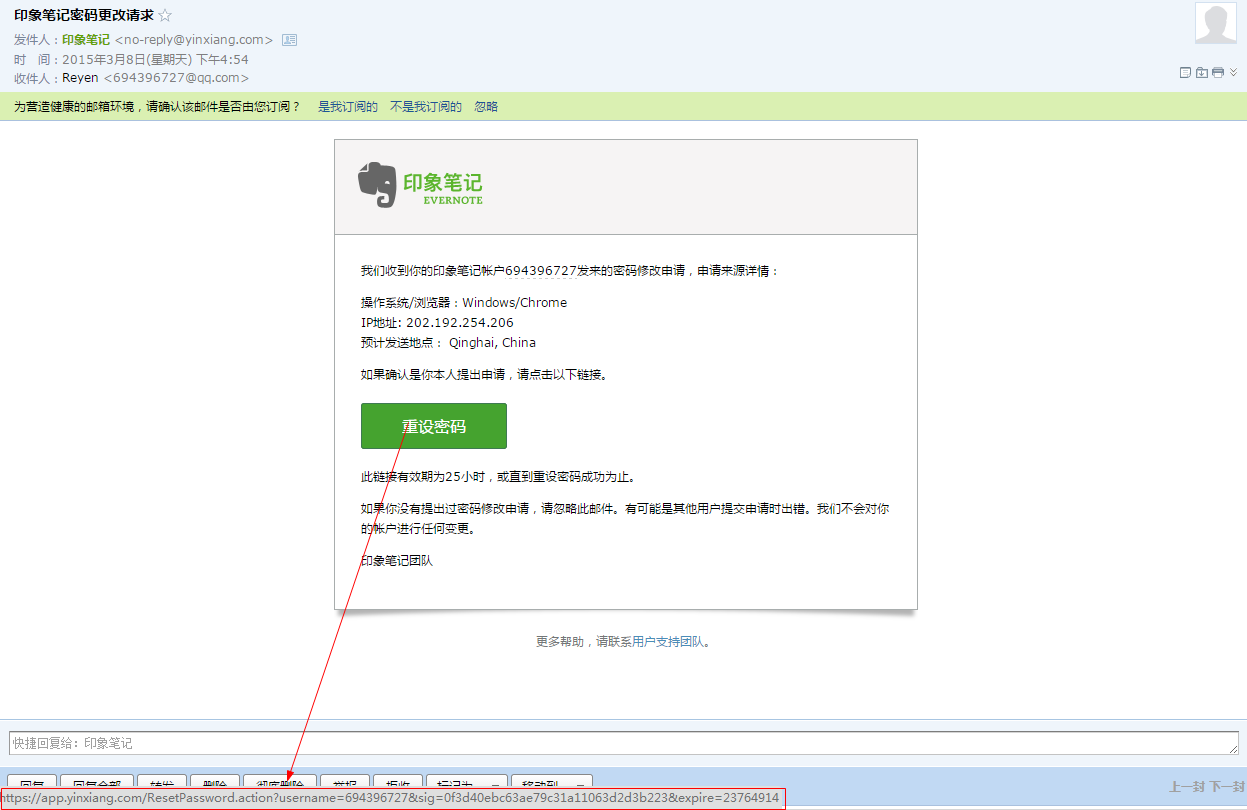 印象笔记密码更改请求
发件人：印象笔记 <no-reply@yinxiang.com>
时 间：2015年3月8日(星期天) 下午4:54
收件人：Reyen <694396727@qq.com>
为营造健康的邮箱环境，请确认该邮件是否由您订阅？ 是我订阅的 不是我订阅的 忽略
印象笔记
EVERNOTE
我们收到你的印象笔记帐户694396727发来的密码修改申请，申请来源详情：
操作系统/浏览器：Windows/Chrome
IP地址: 202.192.254.206
预计发送地点： Qinghai, China
如果确认是你本人提出申请，请点击以下链接。
重设密码
此链接有效期为25小时，或直到重设密码成功为止。
如果你没有提出过密码修改申请，请忽略此邮件。有可能是其他用户提交申请时出错。我们不会对你
的帐户进行任何变更。
印象笔记团队
更多帮助，请联系用户支持团队。
快捷回复给：印象笔记
回复 回复全部 转发 删除 彻底删除 举报 拒收 标记为 移动到 上一封 下一封
https://app.yinxiang.com/ResetPassword.action?username=694396727&sig=0f3d40ebc63ae79c31a11063d2d3b223&expire=23764914